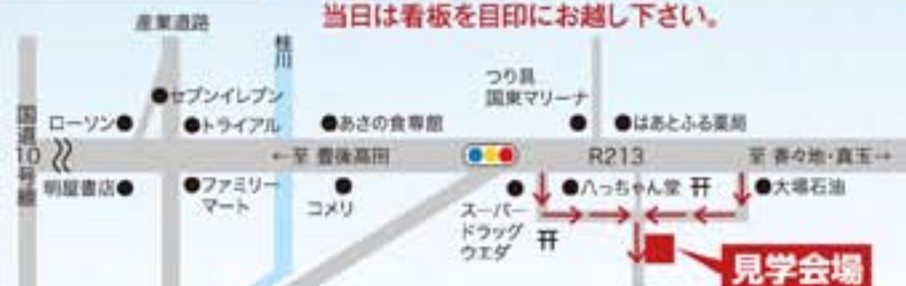 当日は看板を目印にお越し下さい。
産業道路
桂川
つり具
国東マリーナ
セブンイレブン
国道10号線
ローソン
トライアル
あさの食専館
はあとふる薬局
←至 豊後高田
R213
至 香々地・真玉→
明屋書店
ファミリー
マート
コメリ
スーパー
ドラッグ
ウエダ
八っちゃん堂
大場石油
見学会場